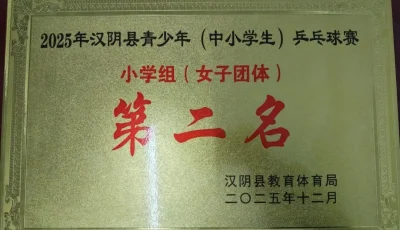 2025年汉阴县青少年（中小学生）乒乓球赛
小学组（女子团体）
第二名
汉阴县教育体育局
二〇二五年十二月